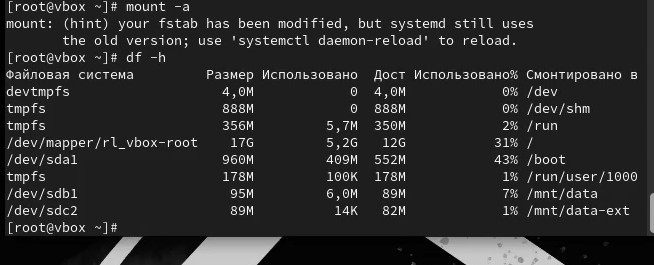 [root@vbox ~]# mount -a
mount: (hint) your fstab has been modified, but systemd still uses
the old version; use 'systemctl daemon-reload' to reload.
[root@vbox ~]# df -h
Файловая система Размер Использовано Дост Использовано% Смонтировано в
devtmpfs 4,0M 0 4,0M 0% /dev
tmpfs 888M 0 888M 0% /dev/shm
tmpfs 356M 5,7M 350M 2% /run
/dev/mapper/rl_vbox-root 17G 5,2G 12G 31% /
/dev/sda1 960M 409M 552M 43% /boot
tmpfs 178M 100K 178M 1% /run/user/1000
/dev/sdb1 95M 6,0M 89M 7% /mnt/data
/dev/sdc2 89M 14K 82M 1% /mnt/data-ext
[root@vbox ~]#